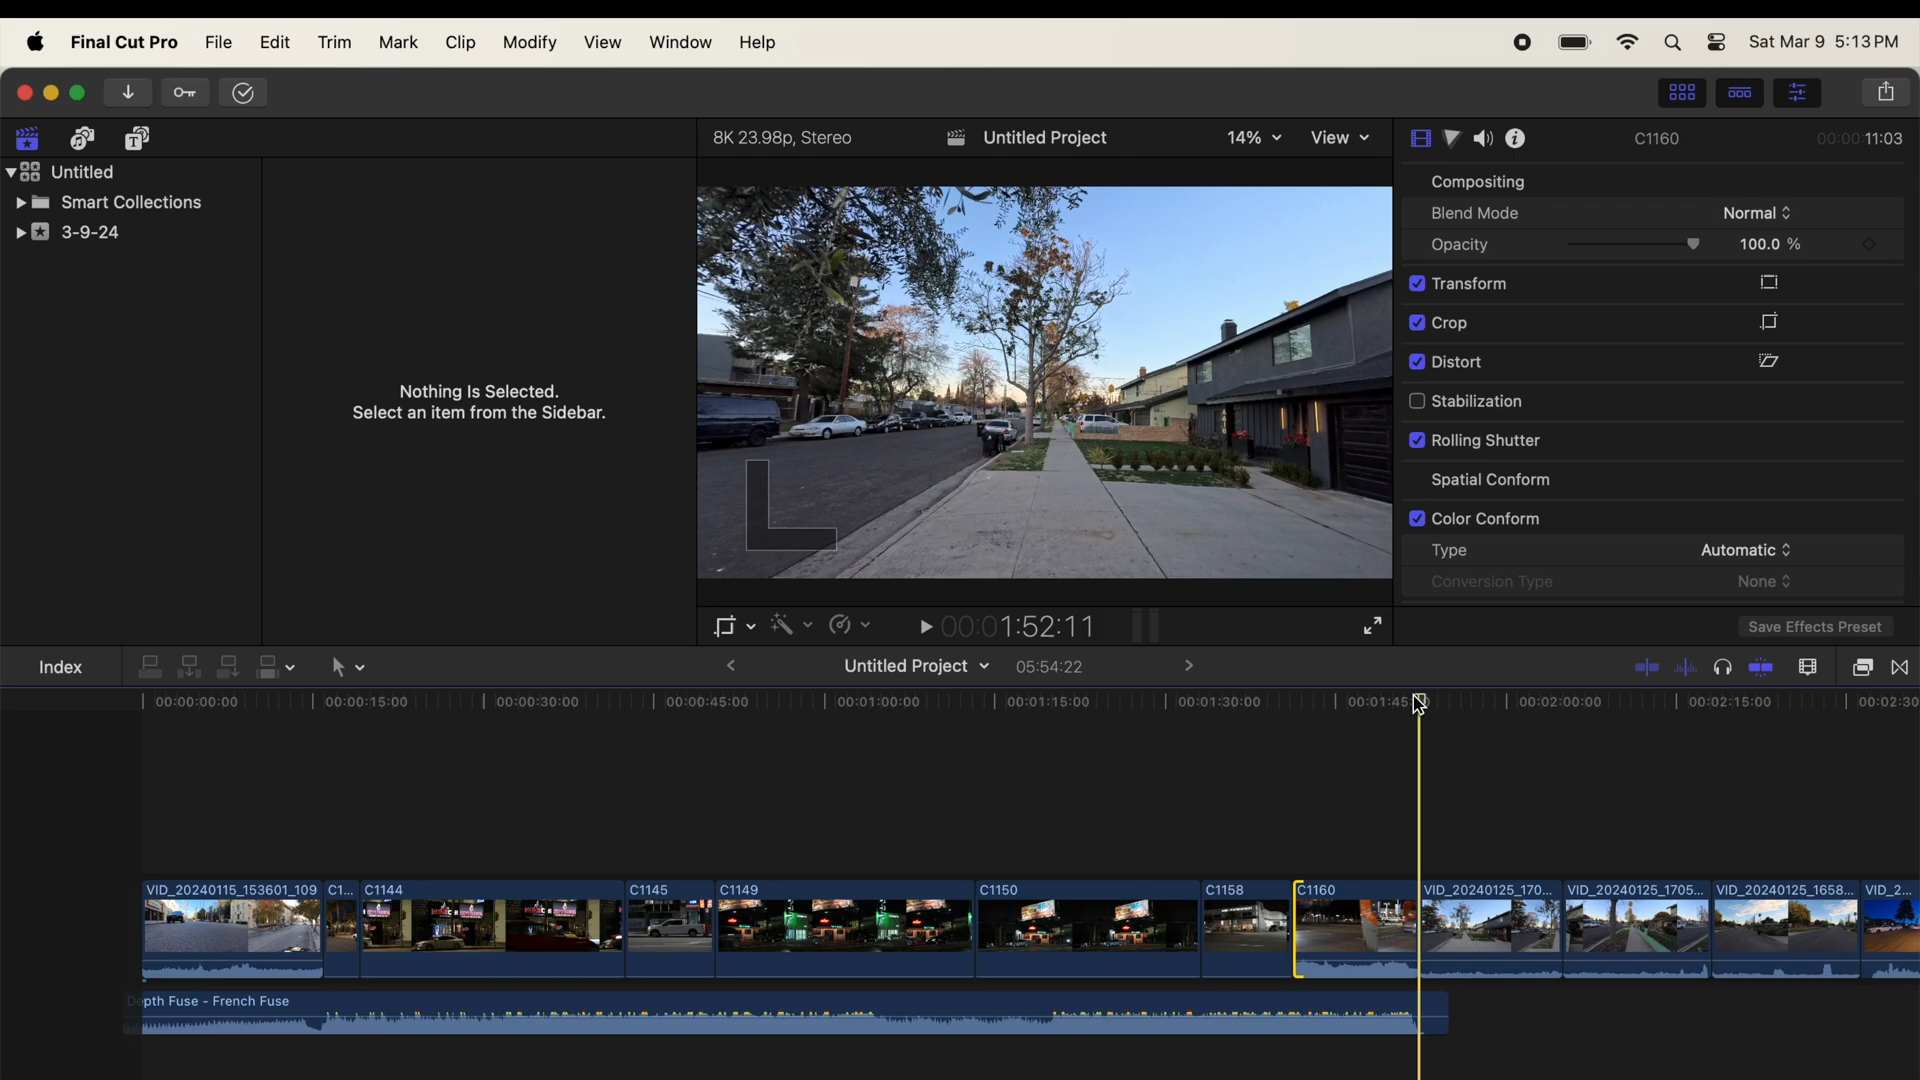 Final Cut Pro File Edit Trim Mark Clip Modify View Window Help Sat Mar 9 5:13 PM
8K 23.98p, Stereo Untitled Project 14% View C1160 00:00:11:03
Untitled
Smart Collections
3-9-24
Nothing Is Selected.
Select an item from the Sidebar.
Compositing
Blend Mode Normal
Opacity 100.0 %
Transform
Crop
Distort
Stabilization
Rolling Shutter
Spatial Conform
Color Conform
Type Automatic
Conversion Type None
00:01:52:11 Save Effects Preset
Index Untitled Project 05:54:22
00:00:00:00 00:00:15:00 00:00:30:00 00:00:45:00 00:01:00:00 00:01:15:00 00:01:30:00 00:01:45 00:02:00:00 00:02:15:00 00:02:30
VID_20240115_153601_109 C1... C1144 C1145 C1149 C1150 C1158 C1160 VID_20240125_170... VID_20240125_1705... VID_20240125_1658... VID_2...
Depth Fuse - French Fuse